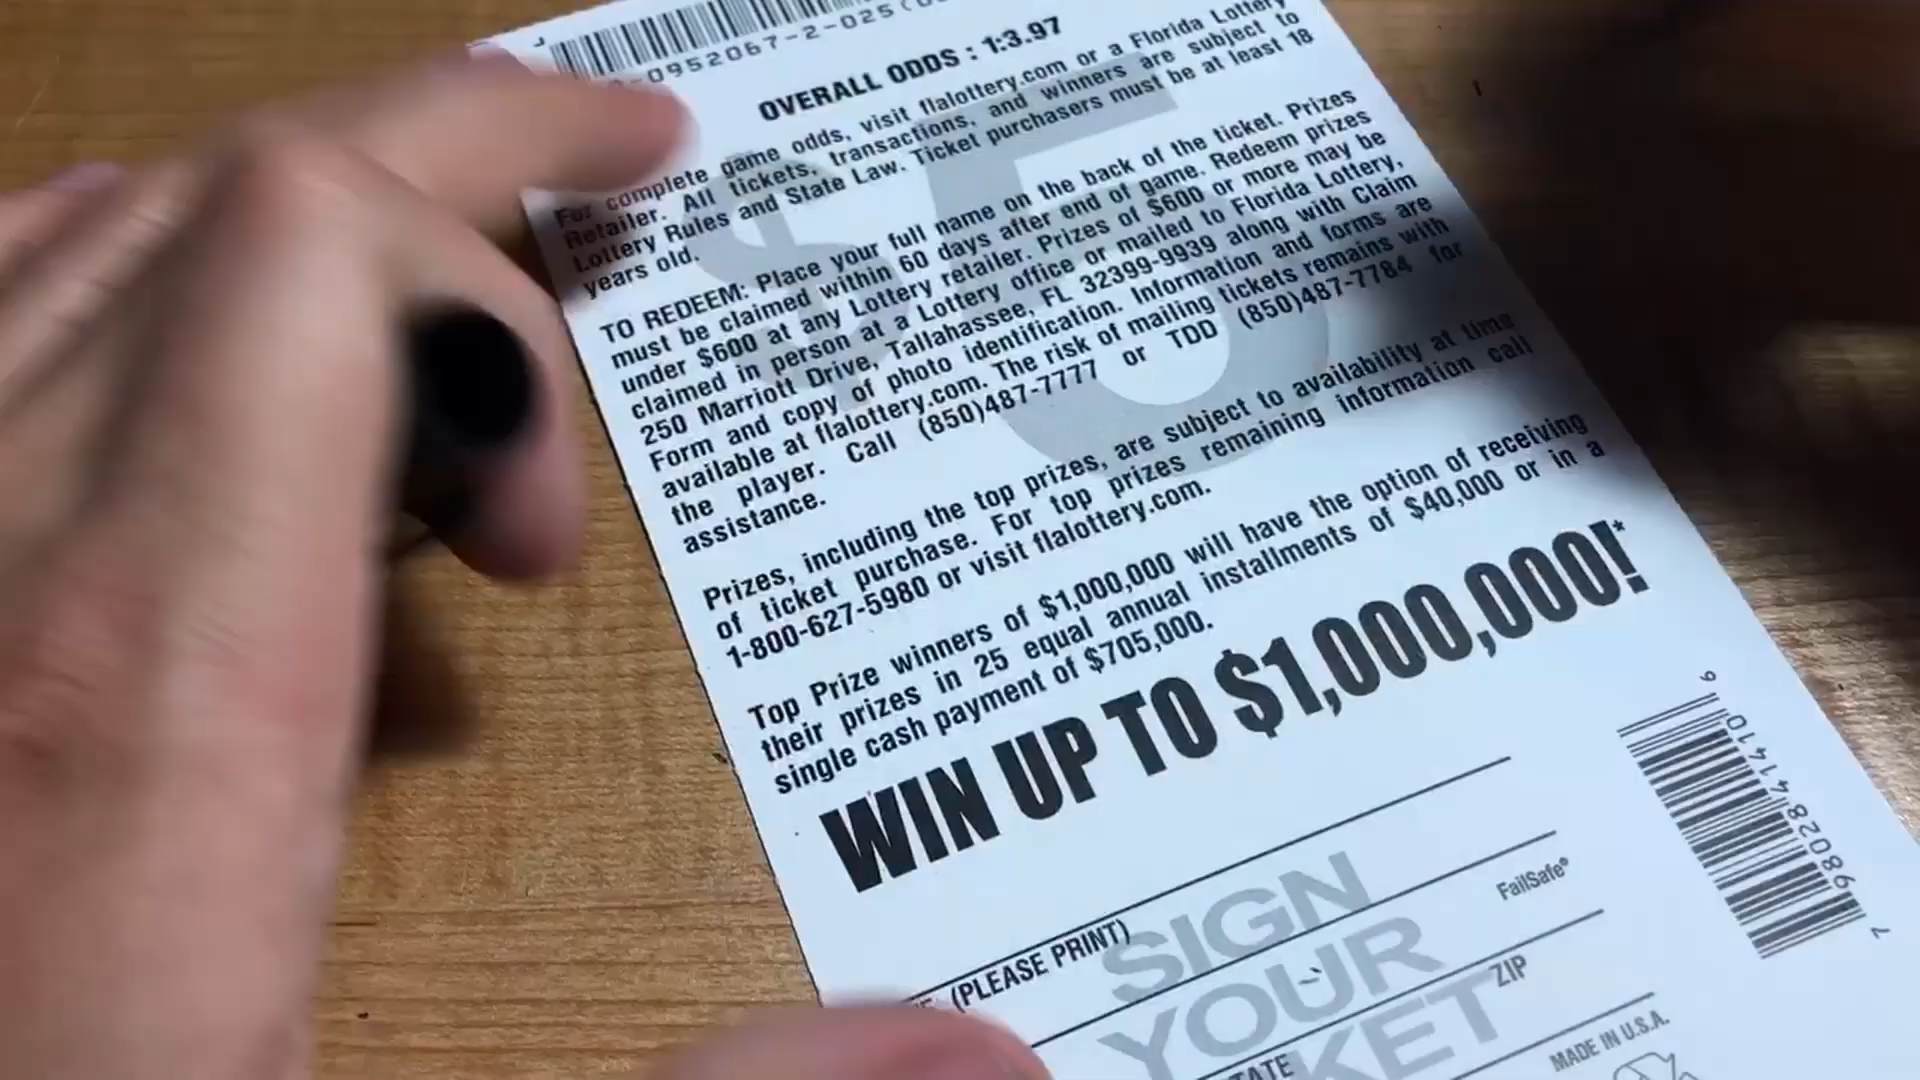 0952067-2-025
OVERALL ODDS : 1:3.97
For complete game odds, visit flalottery.com or a Florida Lottery
Retailer. All tickets, transactions, and winners are subject to
Lottery Rules and State Law. Ticket purchasers must be at least 18
years old.
$5
TO REDEEM: Place your full name on the back of the ticket. Prizes
must be claimed within 60 days after end of game. Redeem prizes
under $600 at any Lottery retailer. Prizes of $600 or more may be
claimed in person at a Lottery office or mailed to Florida Lottery,
250 Marriott Drive, Tallahassee, FL 32399-9939 along with Claim
Form and copy of photo identification. Information and forms are
available at flalottery.com. The risk of mailing tickets remains with
the player. Call (850)487-7777 or TDD (850)487-7784 for
assistance.
Prizes, including the top prizes, are subject to availability at time
of ticket purchase. For top prizes remaining information call
1-800-627-5980 or visit flalottery.com.
Top Prize winners of $1,000,000 will have the option of receiving
their prizes in 25 equal annual installments of $40,000 or in a
single cash payment of $705,000.
WIN UP TO $1,000,000!*
7 98028 41410 6
FailSafe®
(PLEASE PRINT)
SIGN
YOUR
ZIP
MADE IN U.S.A.